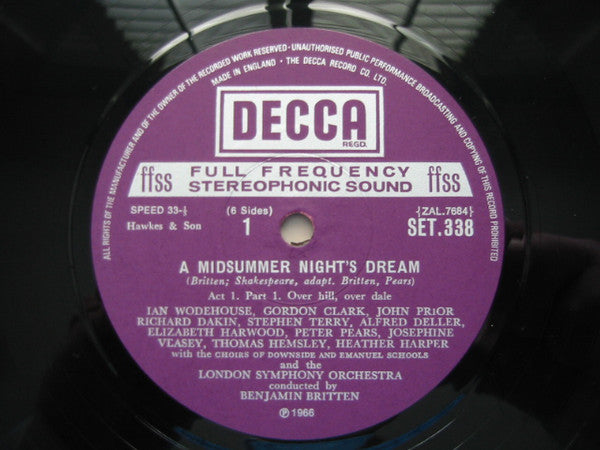 ALL RIGHTS OF THE MANUFACTURER AND OF THE OWNER OF THE RECORDED WORK RESERVED · UNAUTHORISED PUBLIC PERFORMANCE BROADCASTING AND COPYING OF THIS RECORD PROHIBITED
MADE IN ENGLAND · THE DECCA RECORD CO. LTD.
DECCA
REGD.
ffss FULL FREQUENCY ffss
STEREOPHONIC SOUND
SPEED 33-⅓ (6 Sides) {ZAL.7684}
Hawkes & Son 1 SET.338
A MIDSUMMER NIGHT'S DREAM
(Britten; Shakespeare, adapt. Britten, Pears)
Act 1. Part 1. Over hill, over dale
IAN WODEHOUSE, GORDON CLARK, JOHN PRIOR
RICHARD DAKIN, STEPHEN TERRY, ALFRED DELLER,
ELIZABETH HARWOOD, PETER PEARS, JOSEPHINE
VEASEY, THOMAS HEMSLEY, HEATHER HARPER
with the CHOIRS OF DOWNSIDE AND EMANUEL SCHOOLS
and the
LONDON SYMPHONY ORCHESTRA
conducted by
BENJAMIN BRITTEN
℗ 1966